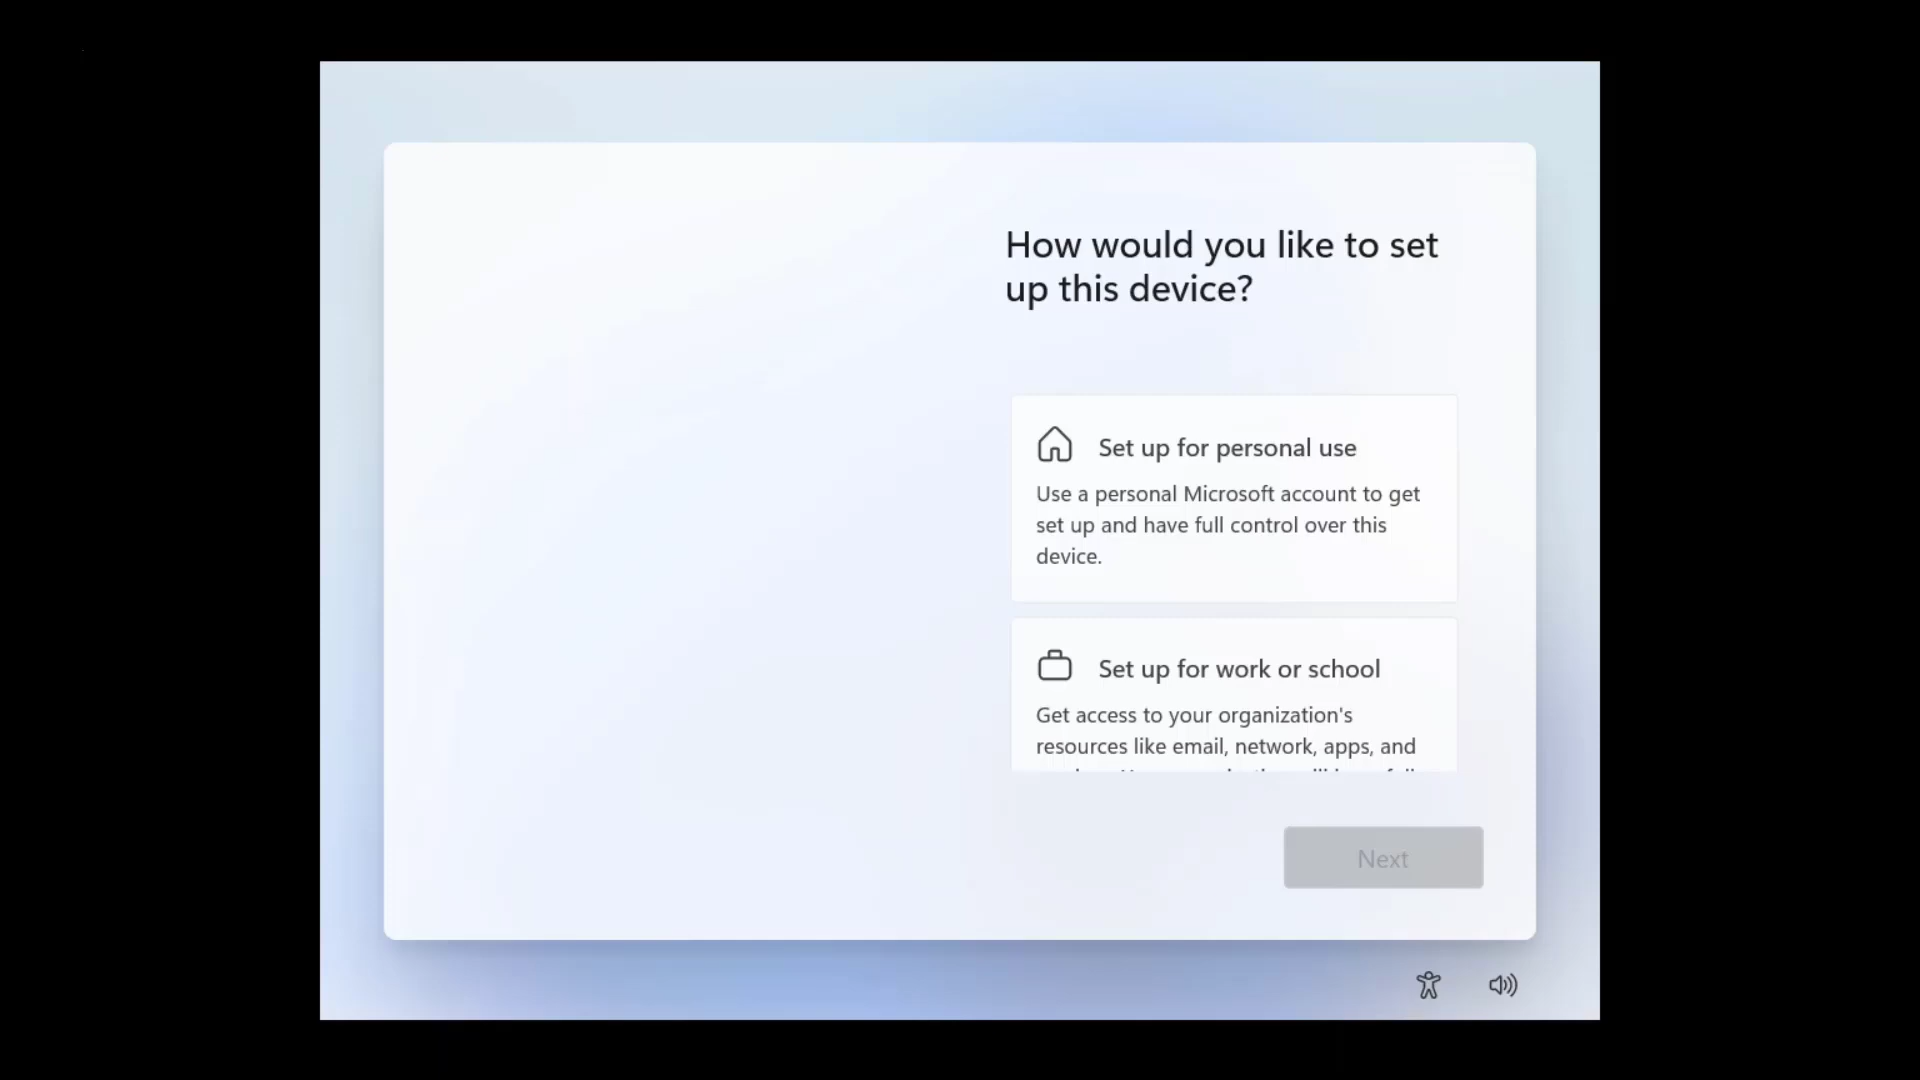 How would you like to set
up this device?
Set up for personal use
Use a personal Microsoft account to get
set up and have full control over this
device.
Set up for work or school
Get access to your organization's
resources like email, network, apps, and
Next